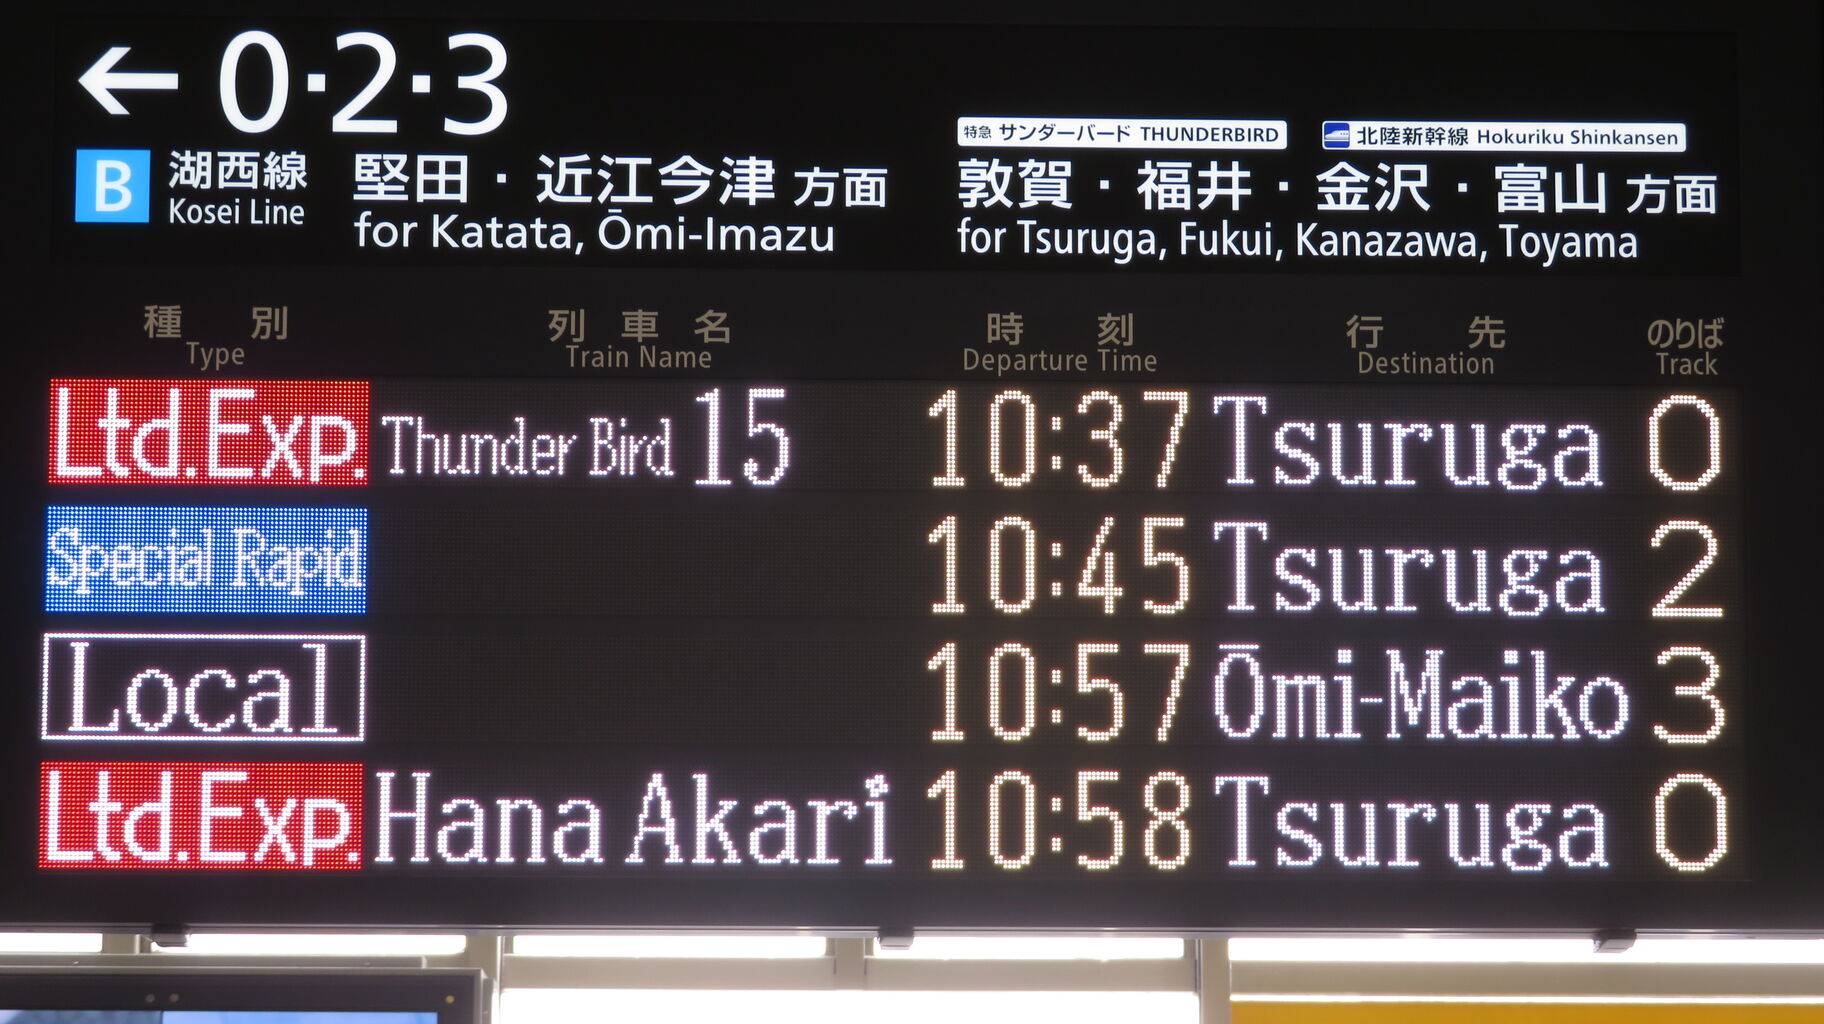 ← 0・2・3
特急 サンダーバード THUNDERBIRD 北陸新幹線 Hokuriku Shinkansen
B 湖西線 堅田・近江今津 方面 敦賀・福井・金沢・富山 方面
Kosei Line for Katata, Ōmi-Imazu for Tsuruga, Fukui, Kanazawa, Toyama
種別 列車名 時刻 行先 のりば
Type Train Name Departure Time Destination Track
Ltd.Exp. Thunder Bird 15 10:37 Tsuruga 0
Special Rapid 10:45 Tsuruga 2
Local 10:57 Ōmi-Maiko 3
Ltd.Exp. Hana Akari 10:58 Tsuruga 0